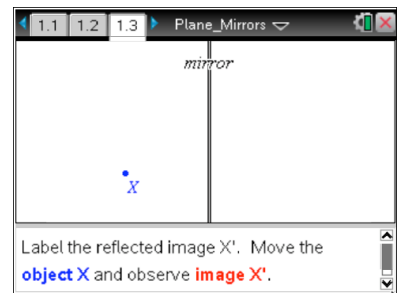 1.1 1.2 1.3 Plane_Mirrors
mirror
X
Label the reflected image X'. Move the
object X and observe image X'.